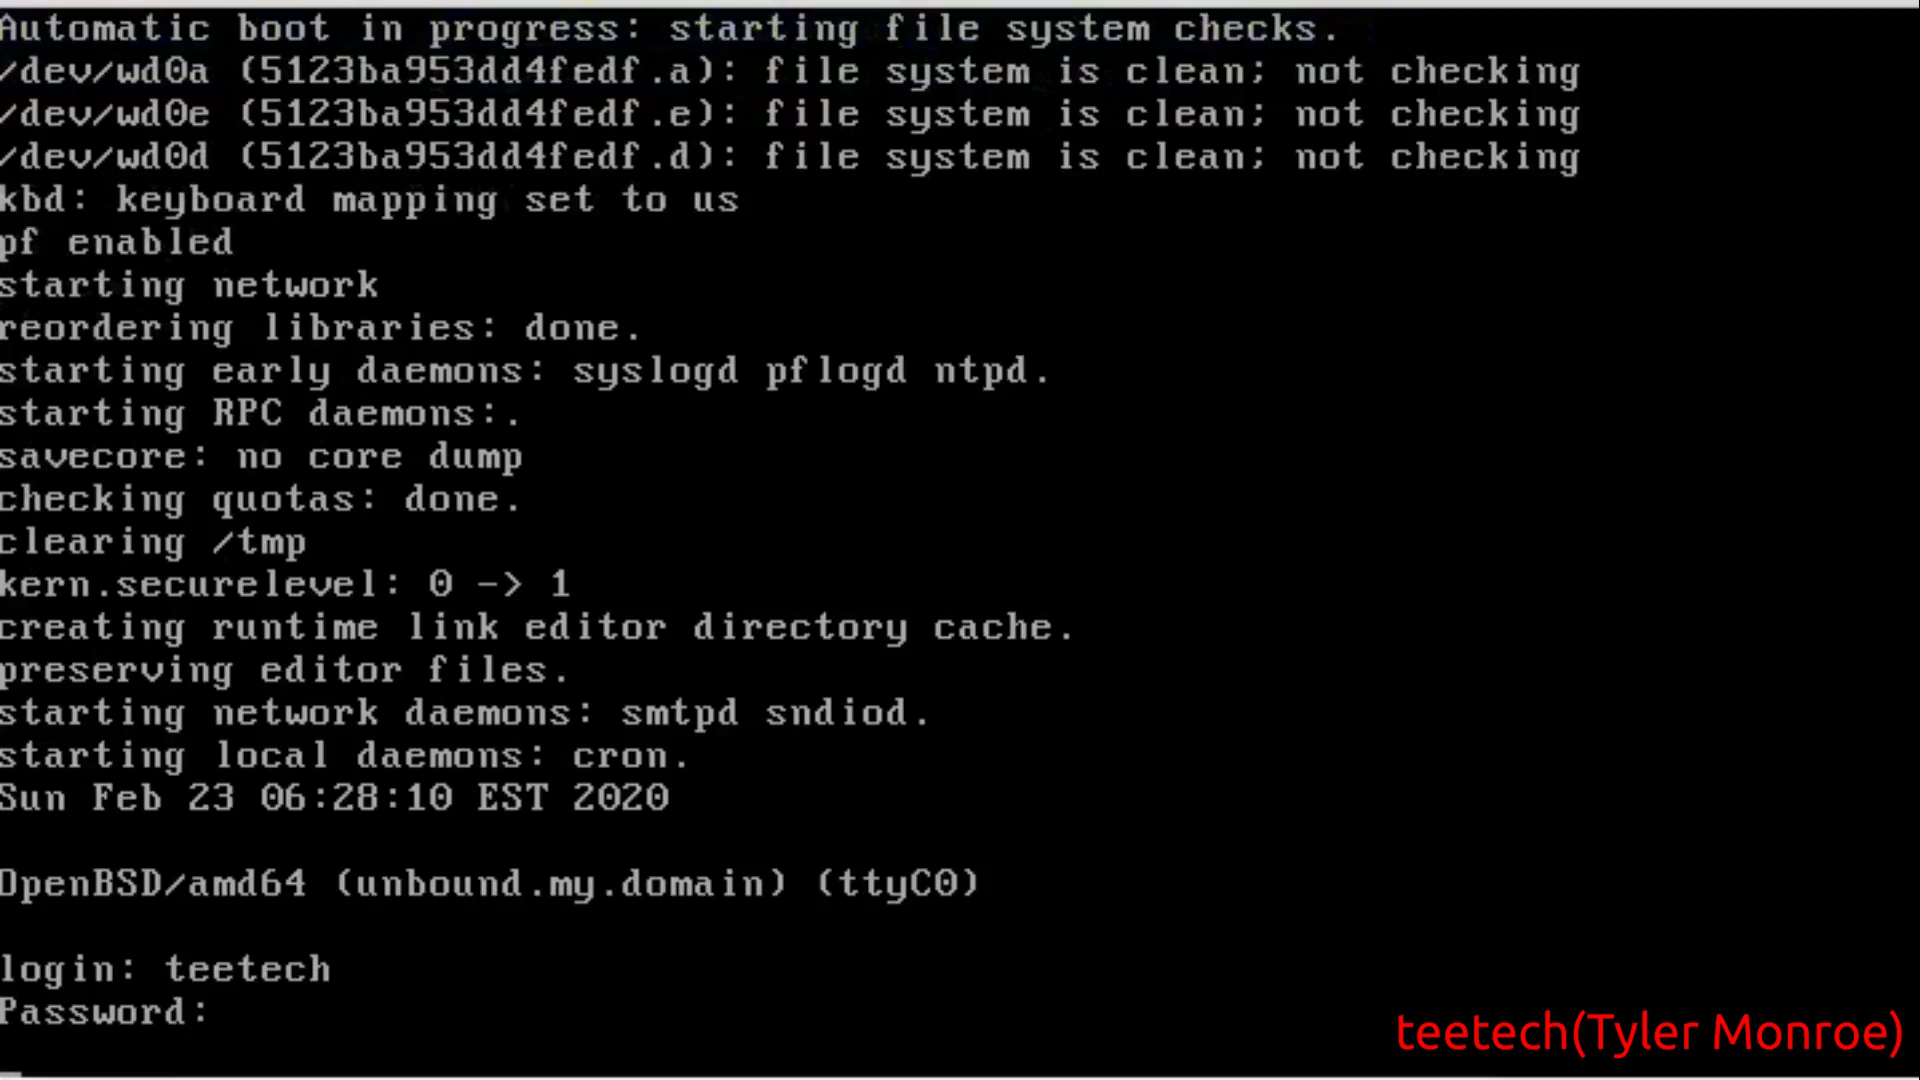 Automatic boot in progress: starting file system checks.
/dev/wd0a (5123ba953dd4fedf.a): file system is clean; not checking
/dev/wd0e (5123ba953dd4fedf.e): file system is clean; not checking
/dev/wd0d (5123ba953dd4fedf.d): file system is clean; not checking
kbd: keyboard mapping set to us
pf enabled
starting network
reordering libraries: done.
starting early daemons: syslogd pflogd ntpd.
starting RPC daemons:.
savecore: no core dump
checking quotas: done.
clearing /tmp
kern.securelevel: 0 -> 1
creating runtime link editor directory cache.
preserving editor files.
starting network daemons: smtpd sndiod.
starting local daemons: cron.
Sun Feb 23 06:28:10 EST 2020
OpenBSD/amd64 (unbound.my.domain) (ttyC0)
login: teetech
Password:
teetech(Tyler Monroe)